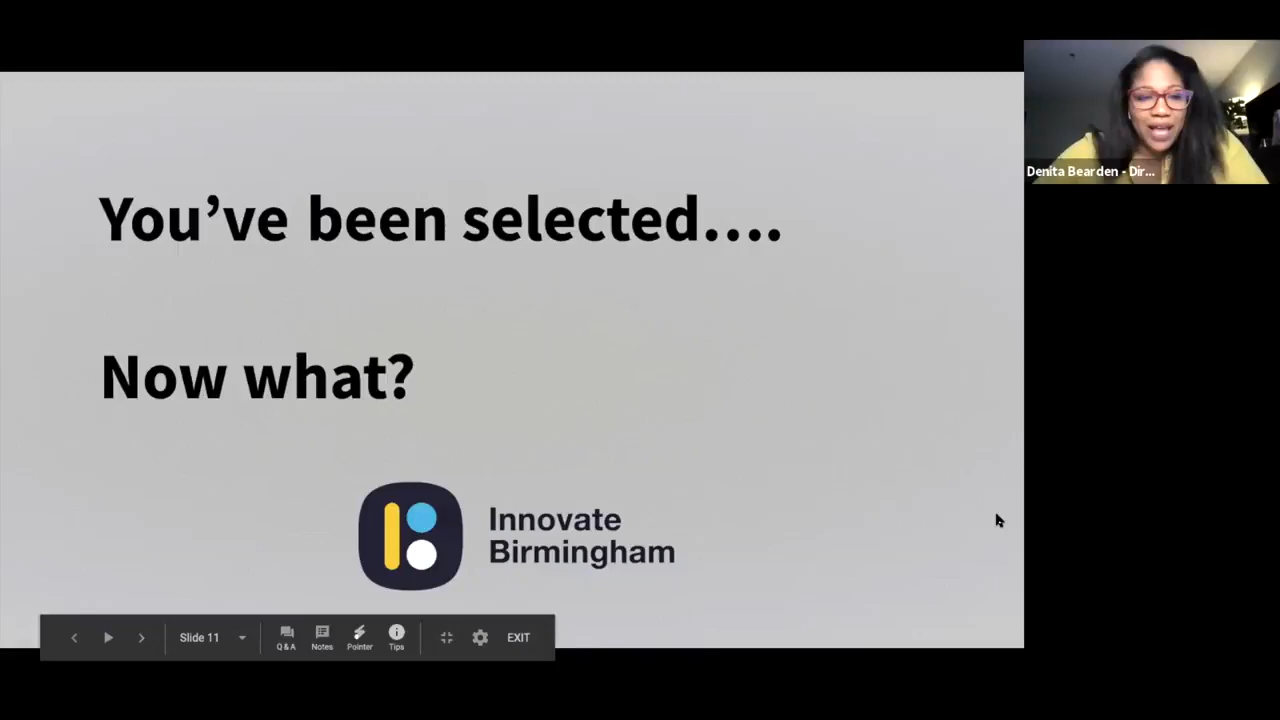 You’ve been selected….
Now what?
Innovate
Birmingham
Denita Bearden - Dir...
Slide 11
Q&A
Notes
Pointer
Tips
EXIT